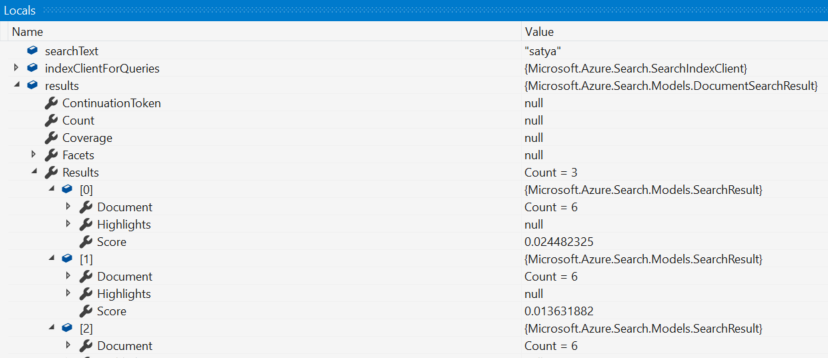 Locals
Name Value
searchText "satya"
indexClientForQueries {Microsoft.Azure.Search.SearchIndexClient}
results {Microsoft.Azure.Search.Models.DocumentSearchResult}
ContinuationToken null
Count null
Coverage null
Facets null
Results Count = 3
[0] {Microsoft.Azure.Search.Models.SearchResult}
Document Count = 6
Highlights null
Score 0.024482325
[1] {Microsoft.Azure.Search.Models.SearchResult}
Document Count = 6
Highlights null
Score 0.013631882
[2] {Microsoft.Azure.Search.Models.SearchResult}
Document Count = 6